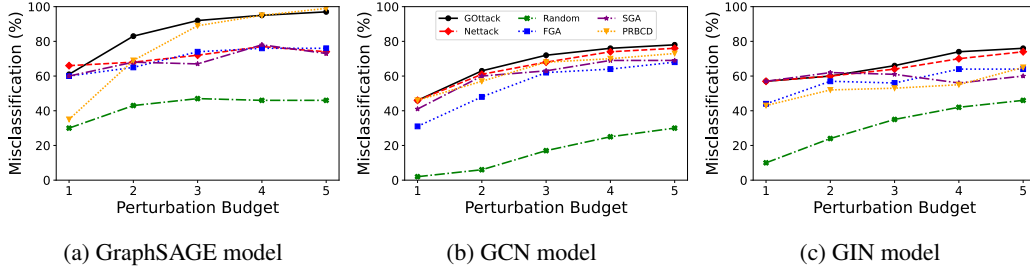 100
80
60
40
20
0
Misclassification (%)
1 2 3 4 5
Perturbation Budget
(a) GraphSAGE model
100
80
60
40
20
0
Misclassification (%)
GOttack Random SGA
Nettack FGA PRBCD
1 2 3 4 5
Perturbation Budget
(b) GCN model
100
80
60
40
20
0
Misclassification (%)
1 2 3 4 5
Perturbation Budget
(c) GIN model